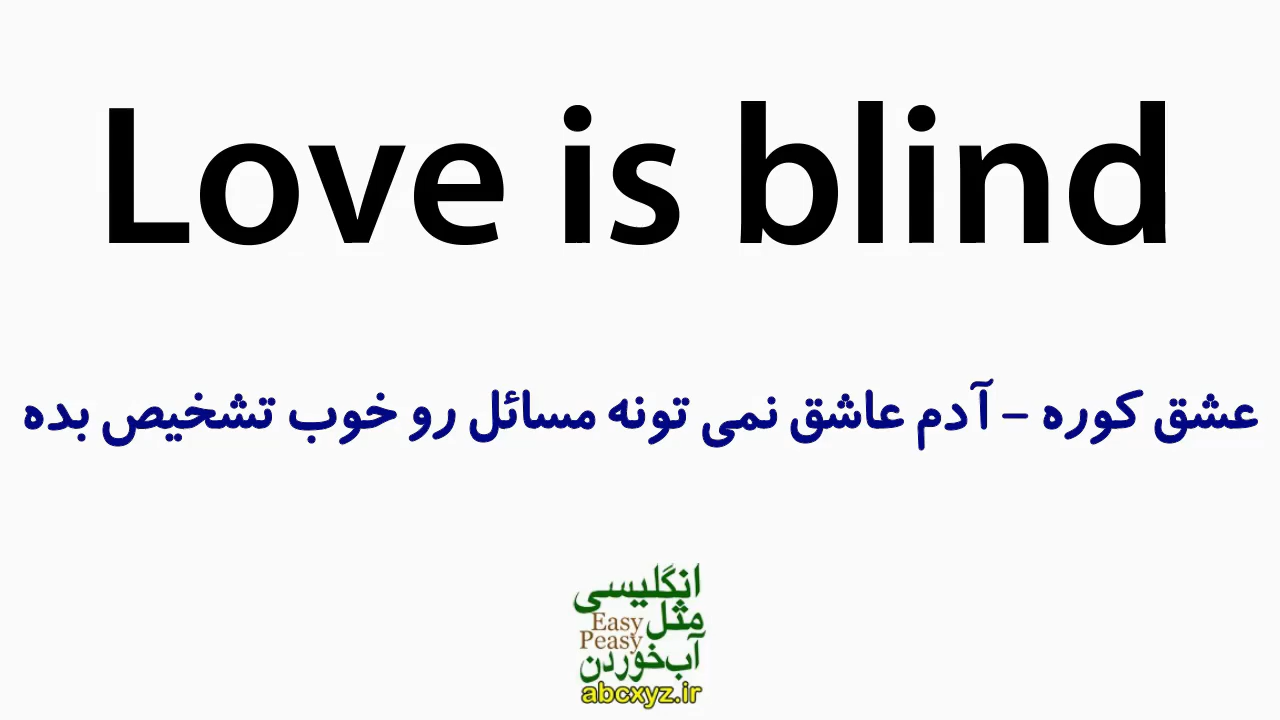 Love is blind
عشق کوره – آدم عاشق نمی تونه مسائل رو خوب تشخیص بده
انگلیسی
مثل
Easy
Peasy
آب‌خوردن
abcxyz.ir